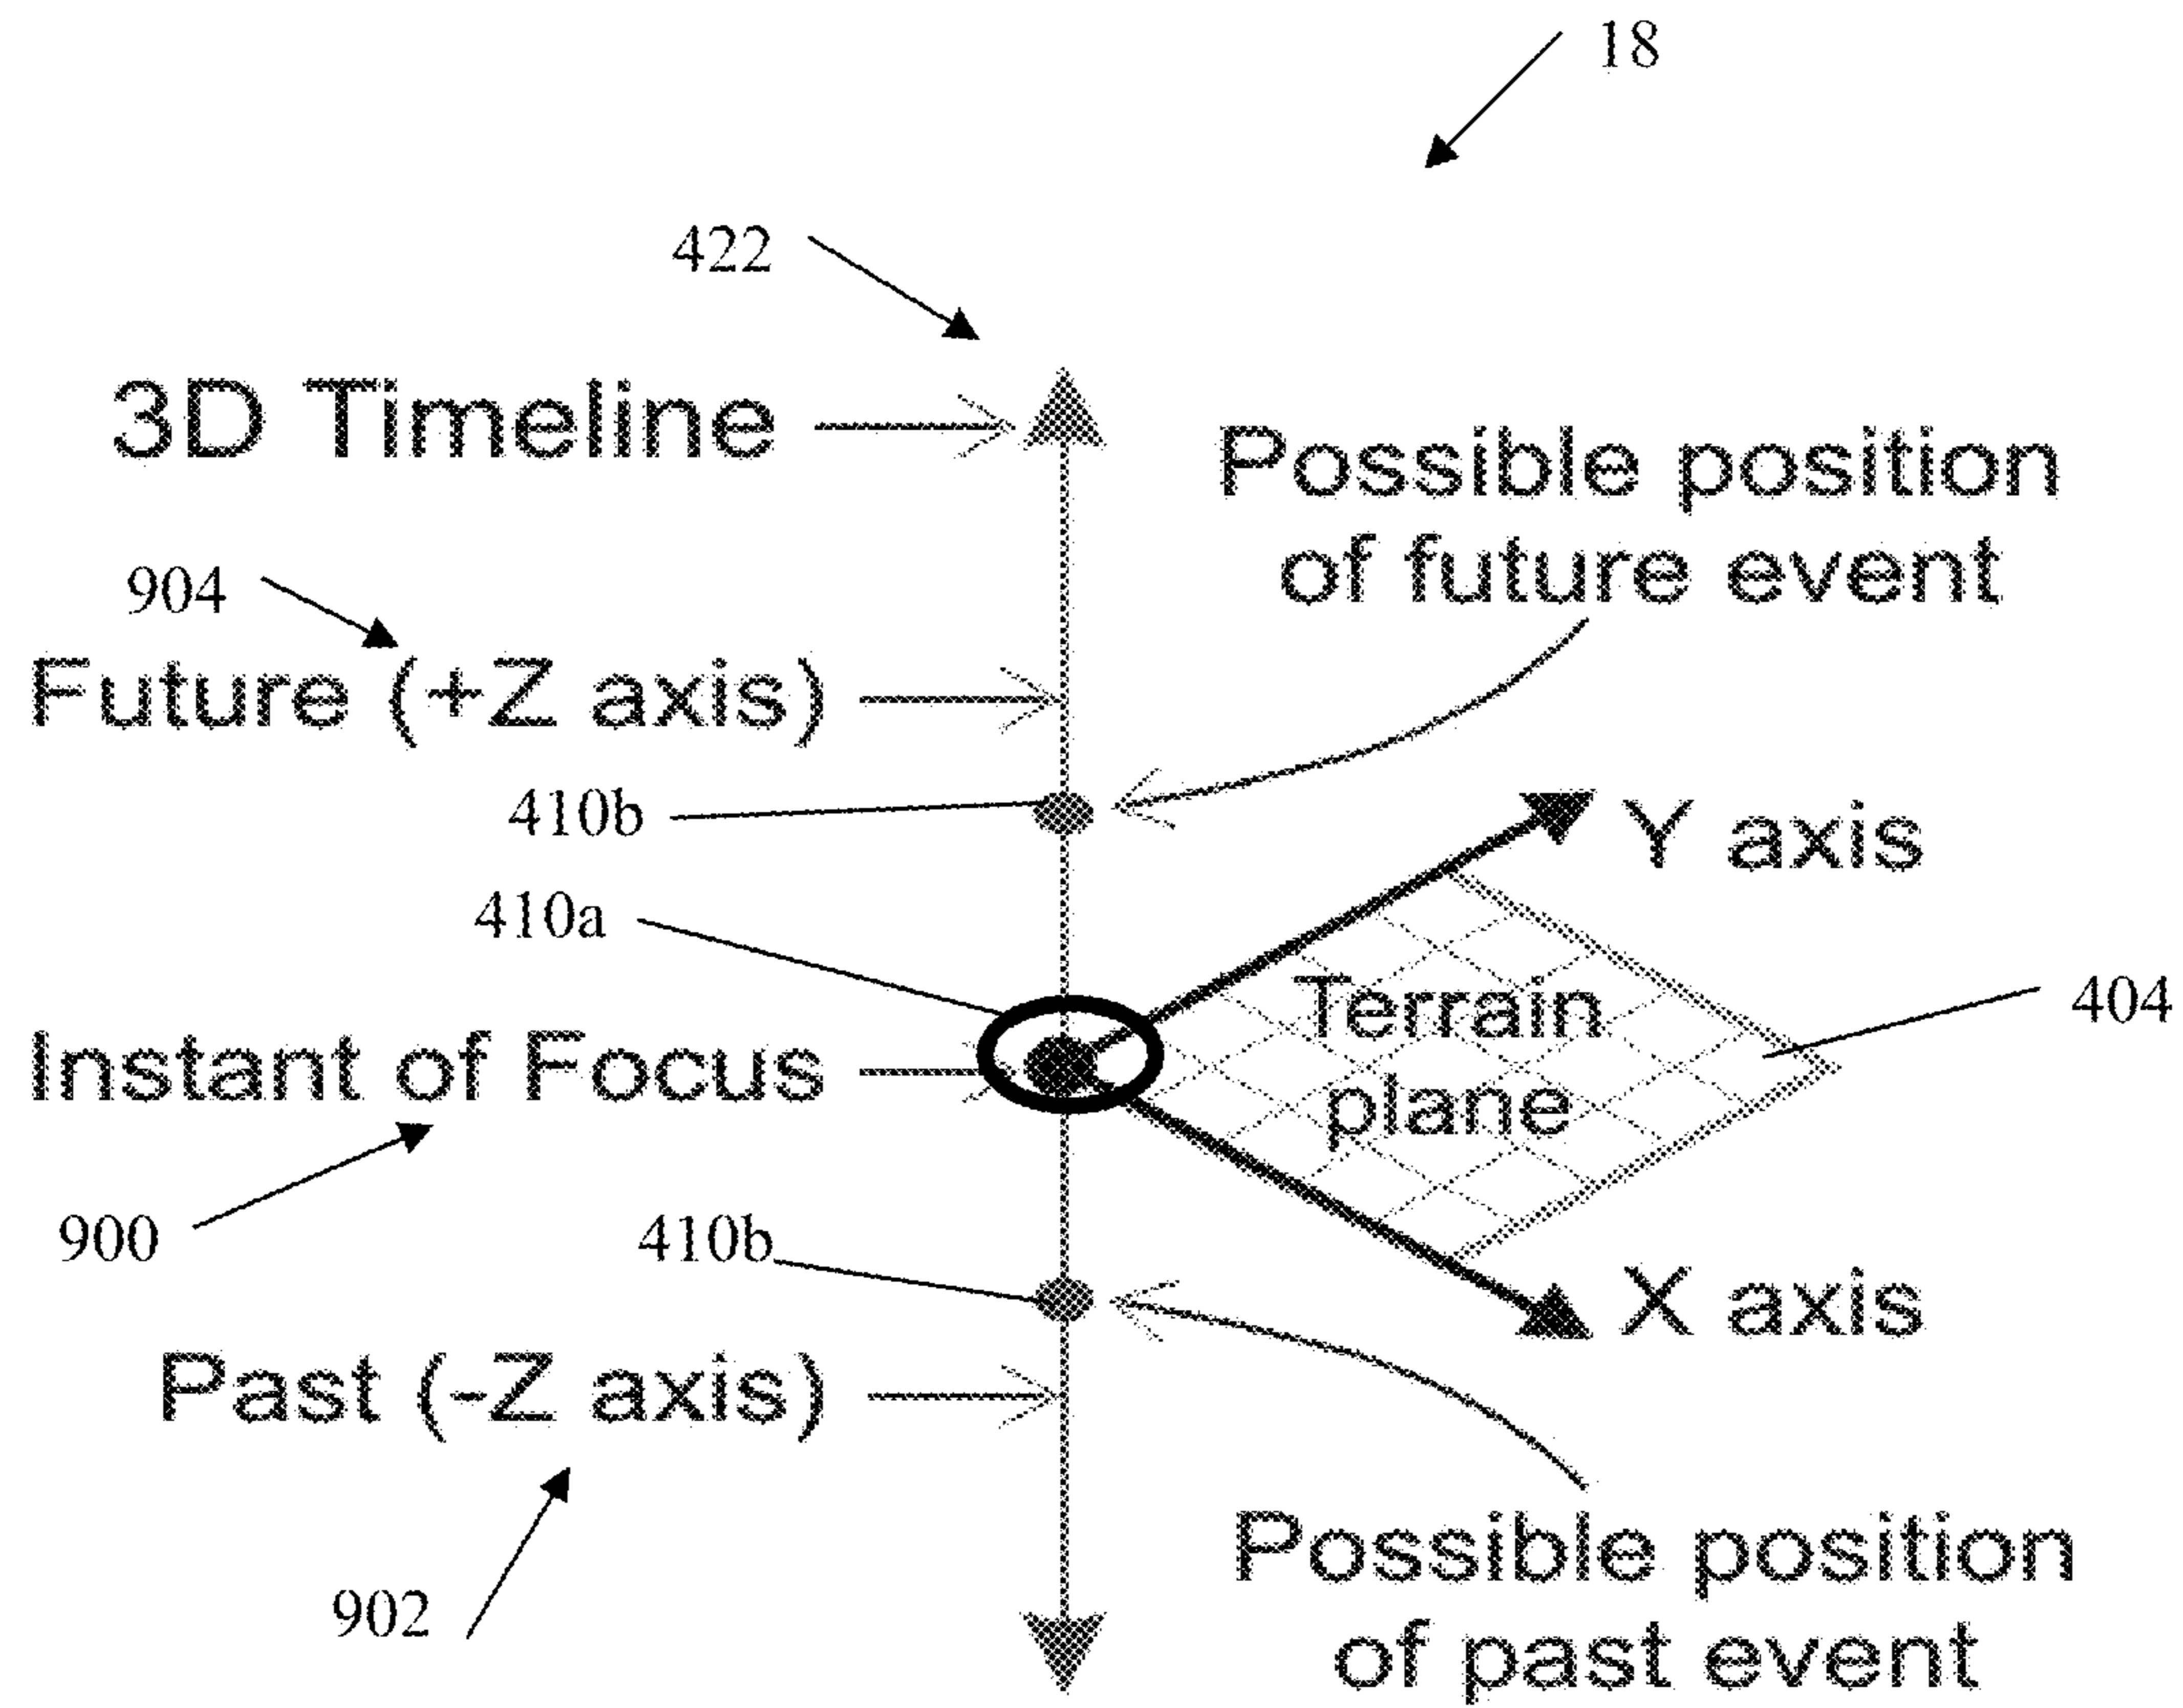 18
422
3D Timeline
Possible position
of future event
904
Future (+Z axis)
410b
Y axis
410a
Terrain
plane
404
Instant of Focus
900
410b
X axis
Past (-Z axis)
902
Possible position
of past event